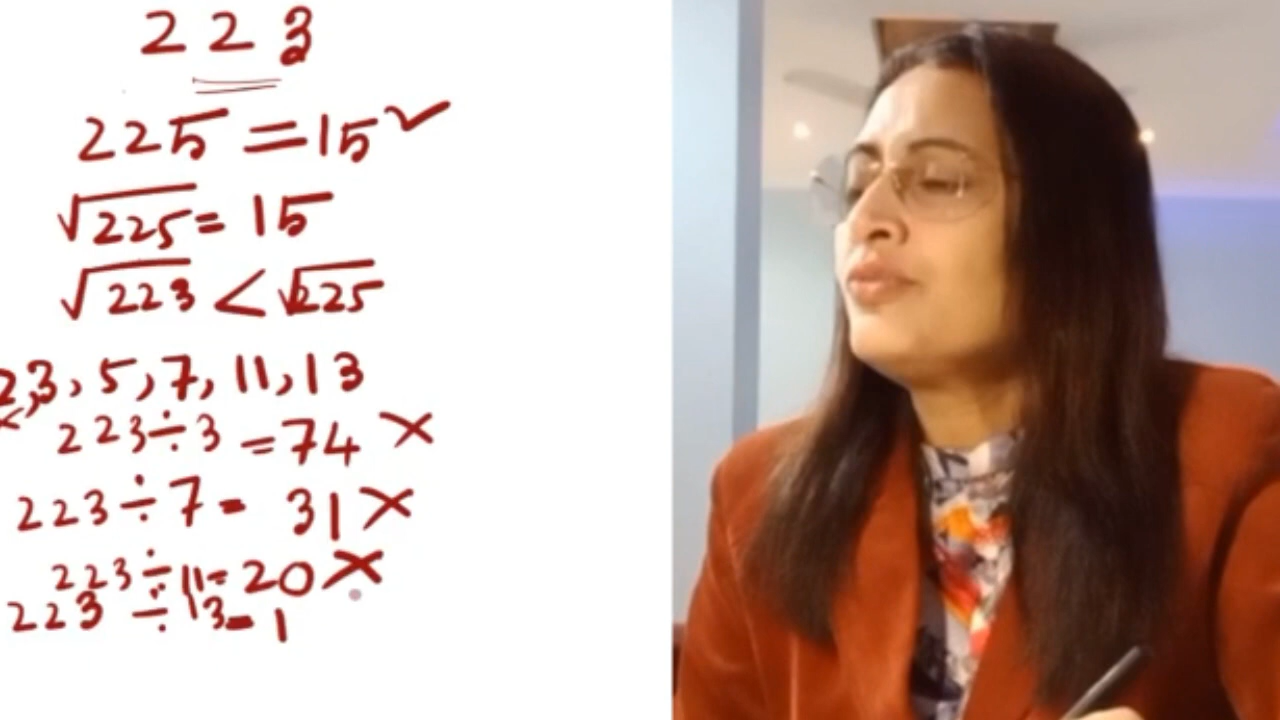 223
225 = 15 ✓
√225 = 15
√223 < √225
2, 3, 5, 7, 11, 13
223 ÷ 3 = 74 ×
223 ÷ 7 = 31 ×
223 ÷ 11 = 20 ×
223 ÷ 13 = 1